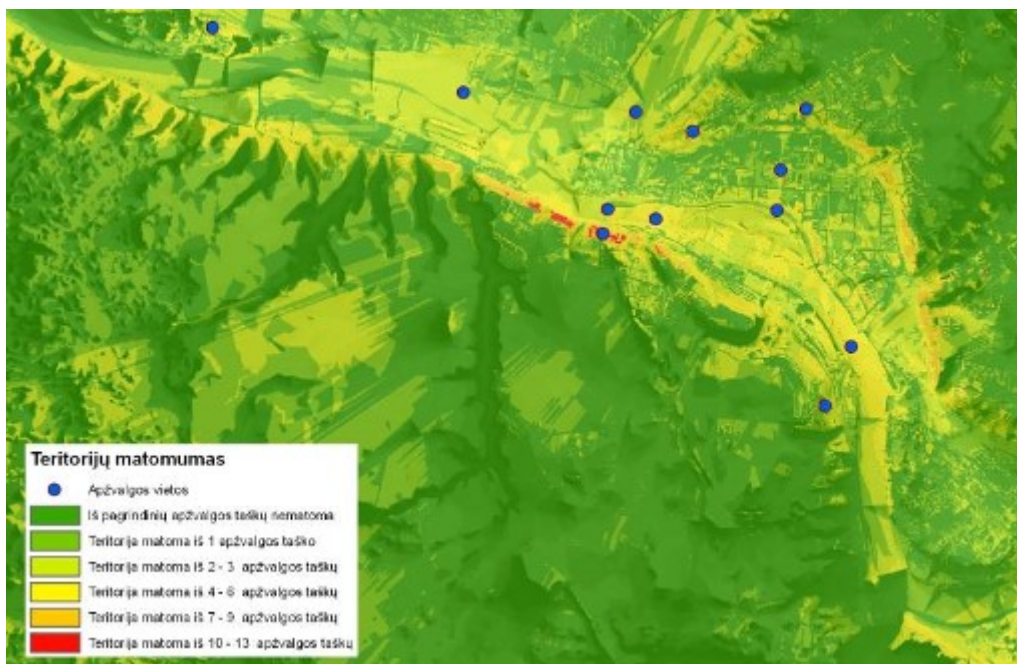 Teritorijų matomumas
Apžvalgos vietos
Iš pagrindinių apžvalgos taškų nematoma
Teritorija matoma iš 1 apžvalgos taško
Teritorija matoma iš 2 - 3 apžvalgos taškų
Teritorija matoma iš 4 - 6 apžvalgos taškų
Teritorija matoma iš 7 - 9 apžvalgos taškų
Teritorija matoma iš 10 - 13 apžvalgos taškų